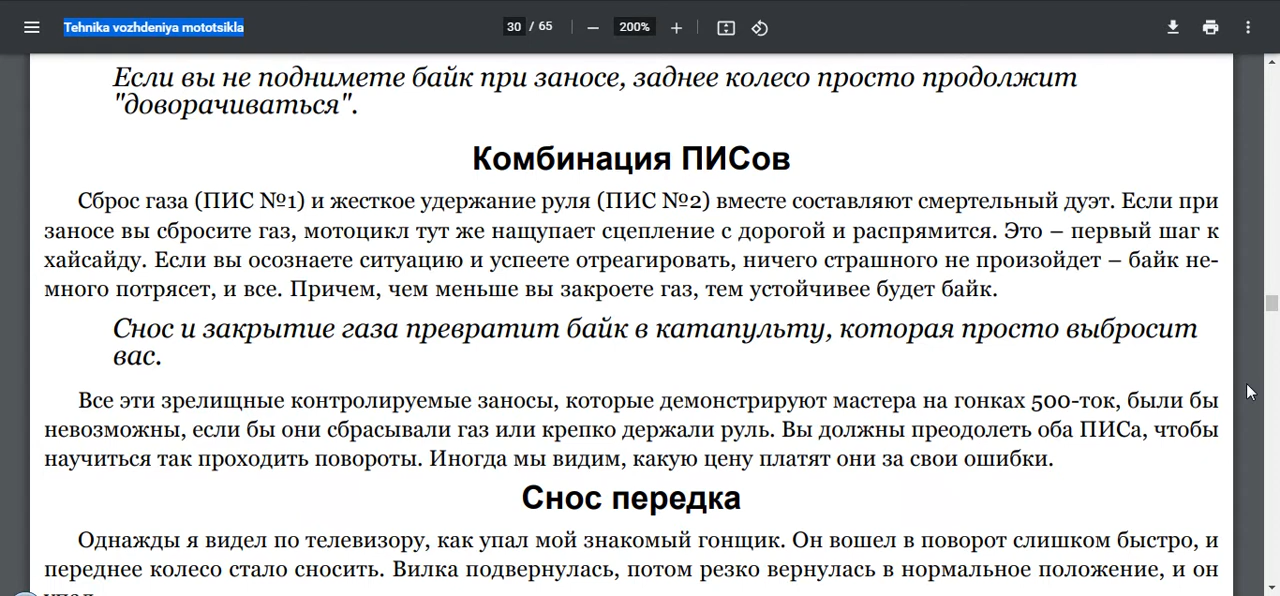 Tehnika vozhdeniya mototsikla
30 / 65
200%
Если вы не поднимете байк при заносе, заднее колесо просто продолжит
"доворачиваться".
Комбинация ПИСов
Сброс газа (ПИС №1) и жесткое удержание руля (ПИС №2) вместе составляют смертельный дуэт. Если при
заносе вы сбросите газ, мотоцикл тут же нащупает сцепление с дорогой и распрямится. Это – первый шаг к
хайсайду. Если вы осознаете ситуацию и успеете отреагировать, ничего страшного не произойдет – байк не-
много потрясет, и все. Причем, чем меньше вы закроете газ, тем устойчивее будет байк.
Снос и закрытие газа превратит байк в катапульту, которая просто выбросит
вас.
Все эти зрелищные контролируемые заносы, которые демонстрируют мастера на гонках 500-ток, были бы
невозможны, если бы они сбрасывали газ или крепко держали руль. Вы должны преодолеть оба ПИСа, чтобы
научиться так проходить повороты. Иногда мы видим, какую цену платят они за свои ошибки.
Снос передка
Однажды я видел по телевизору, как упал мой знакомый гонщик. Он вошел в поворот слишком быстро, и
переднее колесо стало сносить. Вилка подвернулась, потом резко вернулась в нормальное положение, и он